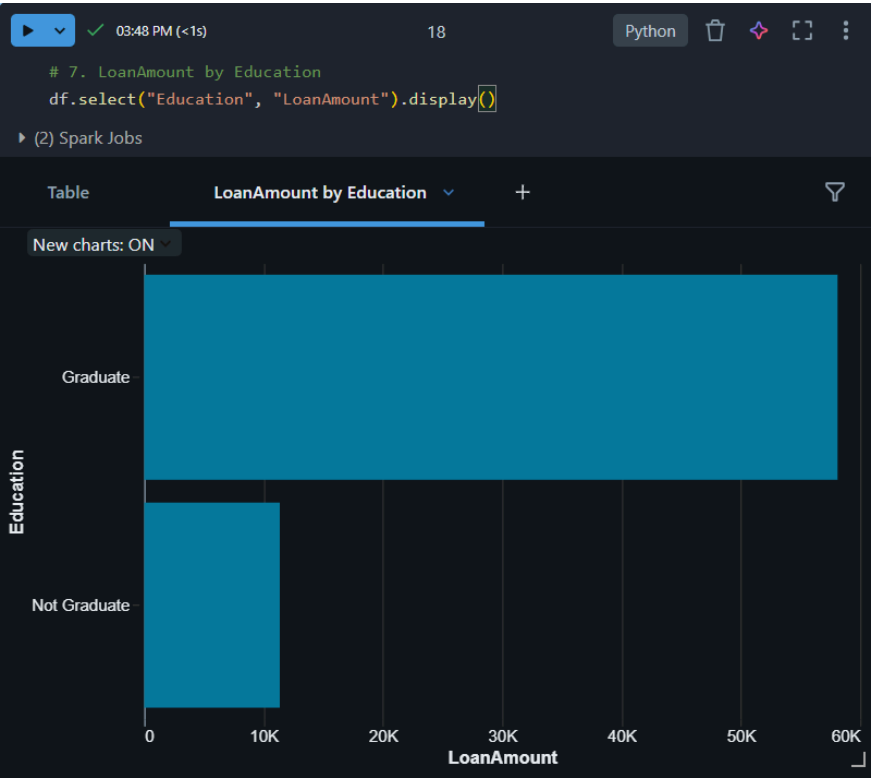 03:48 PM (<1s)
18
Python
# 7. LoanAmount by Education
df.select("Education", "LoanAmount").display()
(2) Spark Jobs
Table
LoanAmount by Education
+
New charts: ON
Education
Graduate
Not Graduate
0 10K 20K 30K 40K 50K 60K
LoanAmount